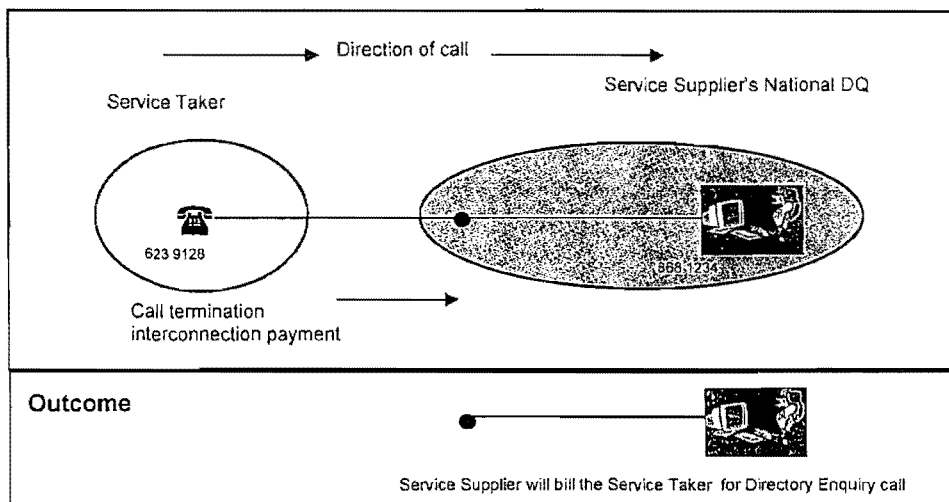 Direction of call
Service Supplier's National DQ
Service Taker
623 9128
868 1234
Call termination
interconnection payment
Outcome
Service Supplier will bill the Service Taker for Directory Enquiry call